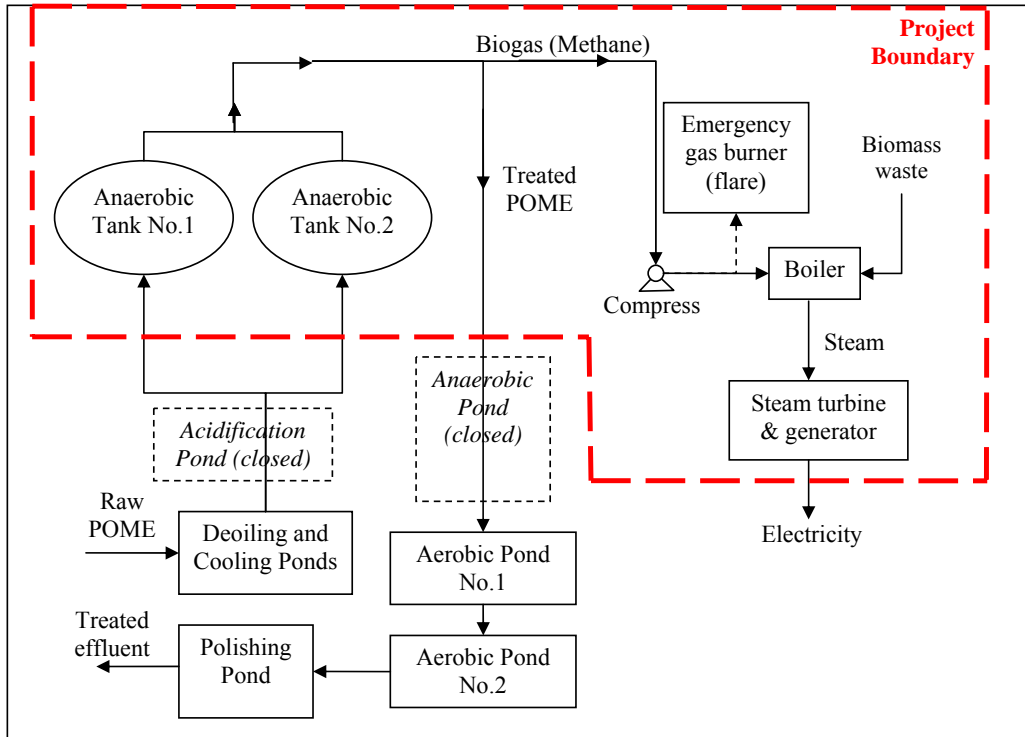 Project
Boundary
Biogas (Methane)
Emergency
gas burner
(flare)
Biomass
waste
Anaerobic
Tank No.1
Anaerobic
Tank No.2
Treated
POME
Boiler
Compress
Steam
Anaerobic
Pond
(closed)
Steam turbine
& generator
Acidification
Pond (closed)
Raw
POME
Deoiling and
Cooling Ponds
Electricity
Aerobic Pond
No.1
Treated
effluent
Polishing
Pond
Aerobic Pond
No.2